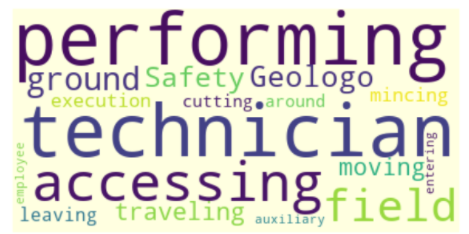 performing
ground Safety Geologo
execution cutting around mincing
technician
employee accessing moving entering
field
leaving traveling auxiliary